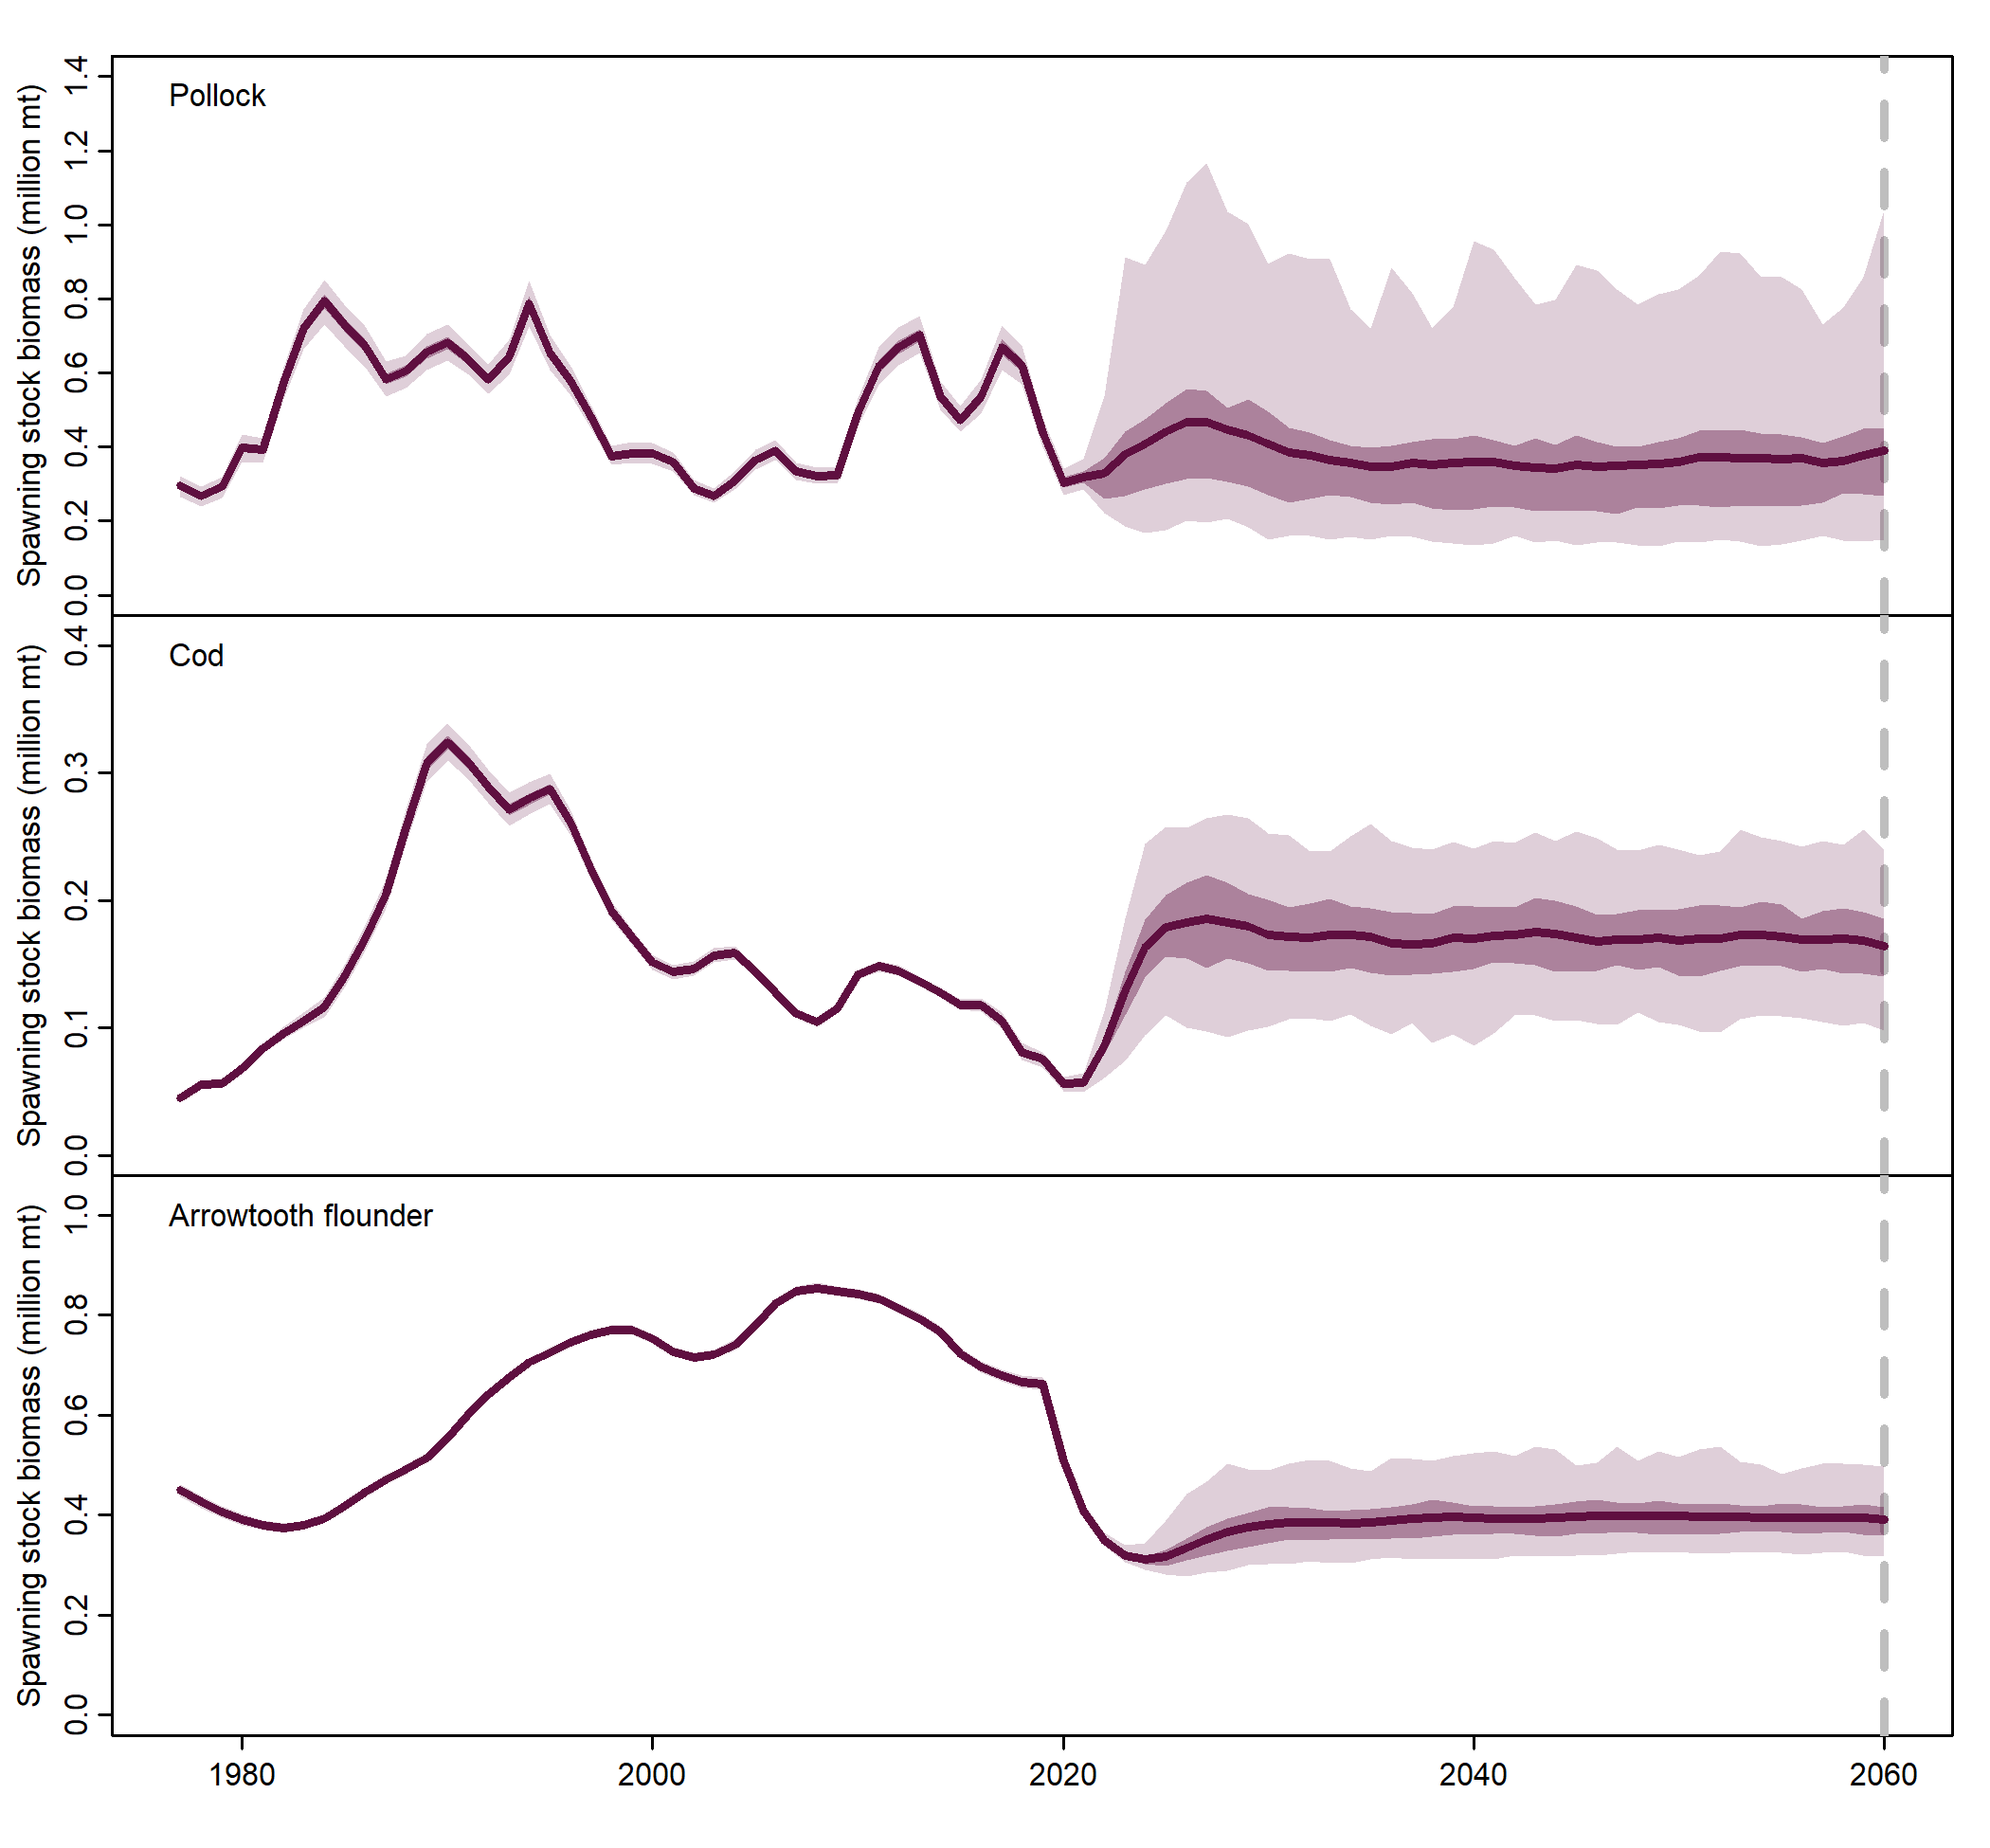 Spawning stock biomass (million mt)
0.0 0.2 0.4 0.6 0.8 1.0 1.2 1.4
Pollock
Spawning stock biomass (million mt)
0.0 0.1 0.2 0.3 0.4
Cod
Spawning stock biomass (million mt)
0.0 0.2 0.4 0.6 0.8 1.0
Arrowtooth flounder
1980 2000 2020 2040 2060